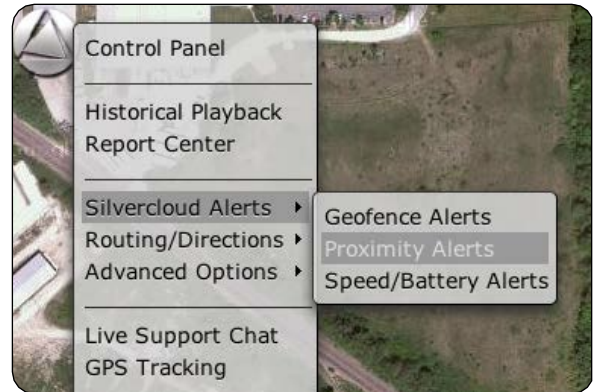 Control Panel
Historical Playback
Report Center
Silvercloud Alerts
Routing/Directions
Advanced Options
Live Support Chat
GPS Tracking
Geofence Alerts
Proximity Alerts
Speed/Battery Alerts